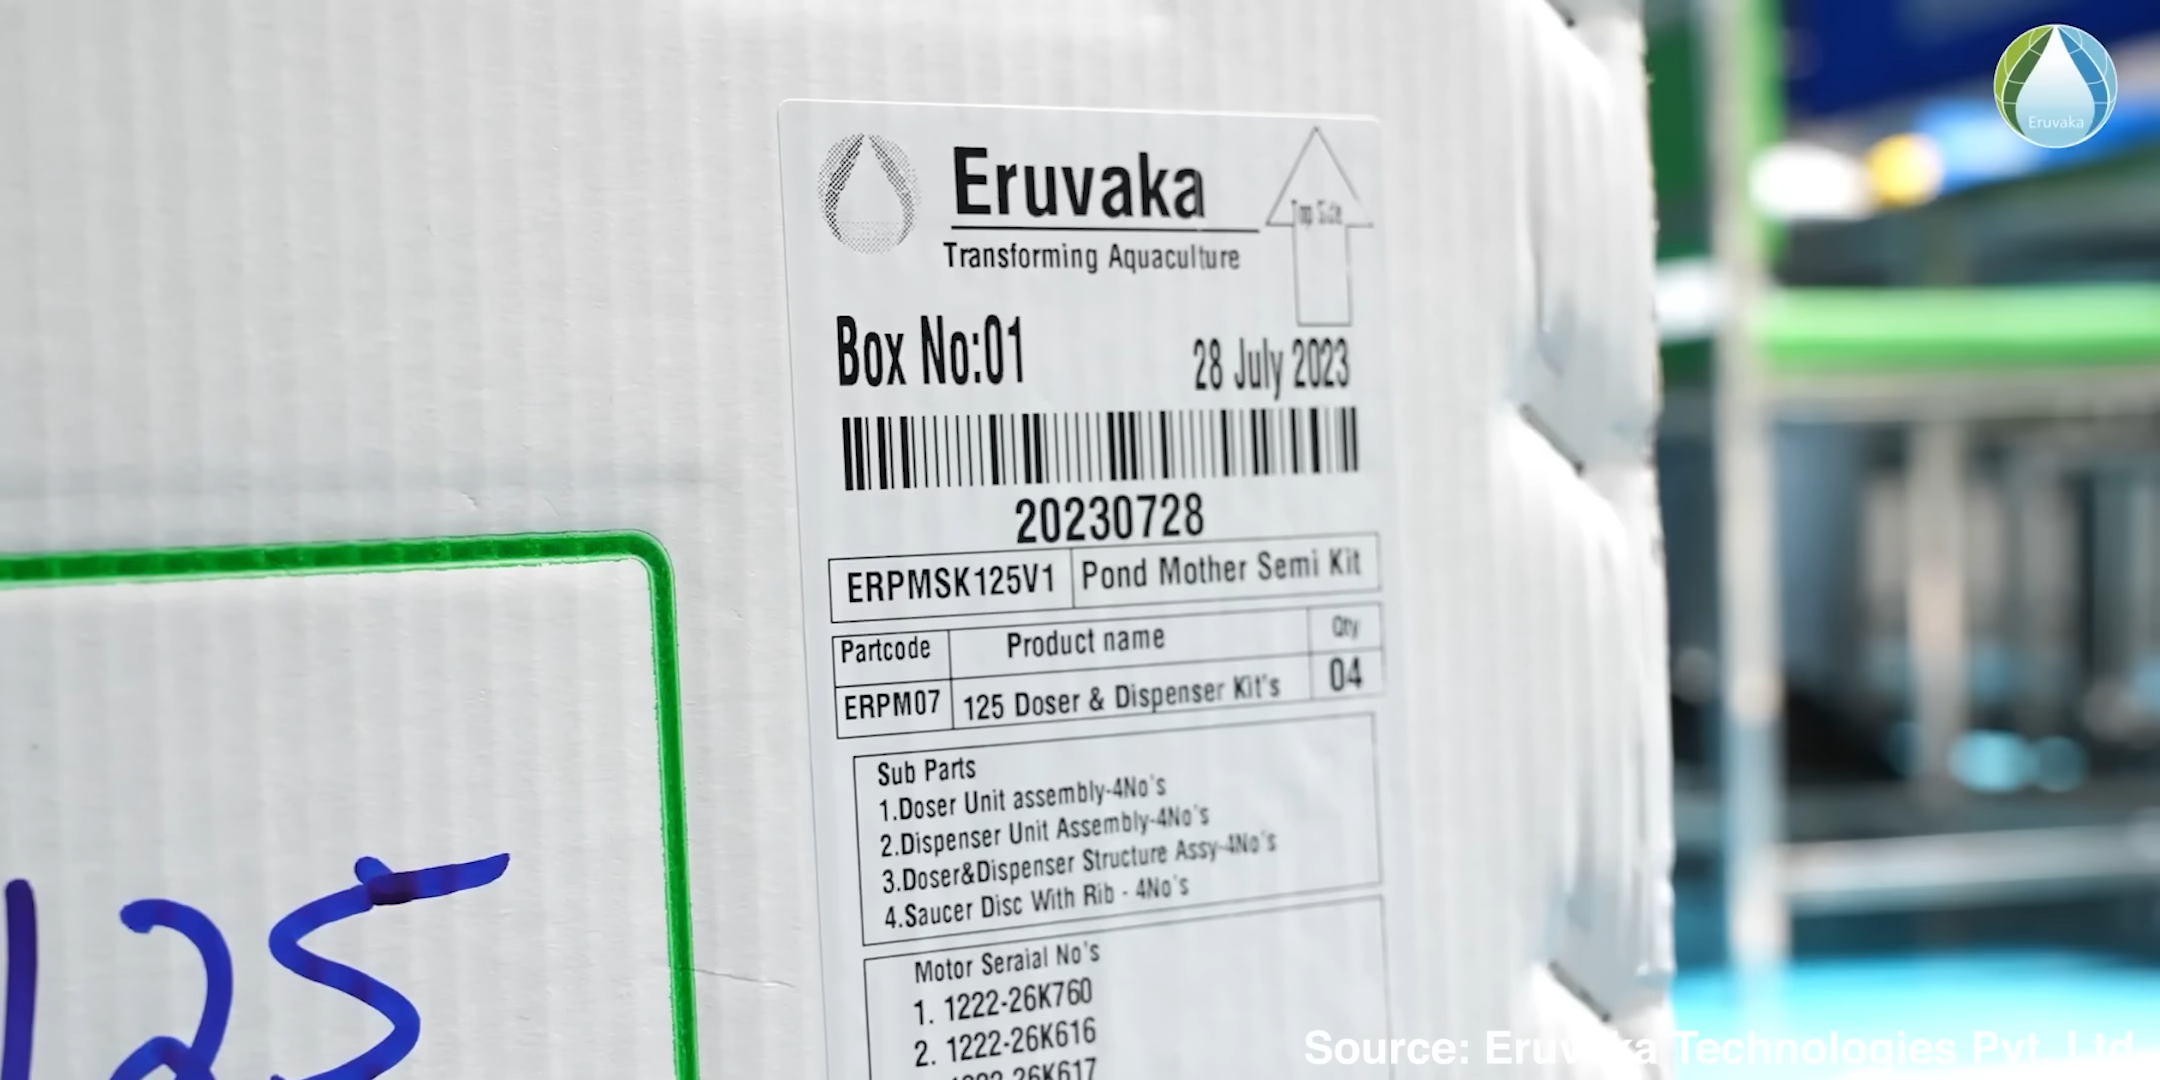 Eruvaka
Eruvaka
Top Side
Transforming Aquaculture
Box No:01
28 July 2023
20230728
ERPMSK125V1 Pond Mother Semi Kit
Partcode Product name Qty
ERPM07 125 Doser & Dispenser Kit's 04
Sub Parts
1.Doser Unit assembly-4No's
2.Dispenser Unit Assembly-4No's
3.Doser&Dispenser Structure Assy-4No's
4.Saucer Disc With Rib - 4No's
Motor Seraial No's
1. 1222-26K760
2. 1222-26K616
125
Source: Eruvaka Technologies Pvt. Ltd.